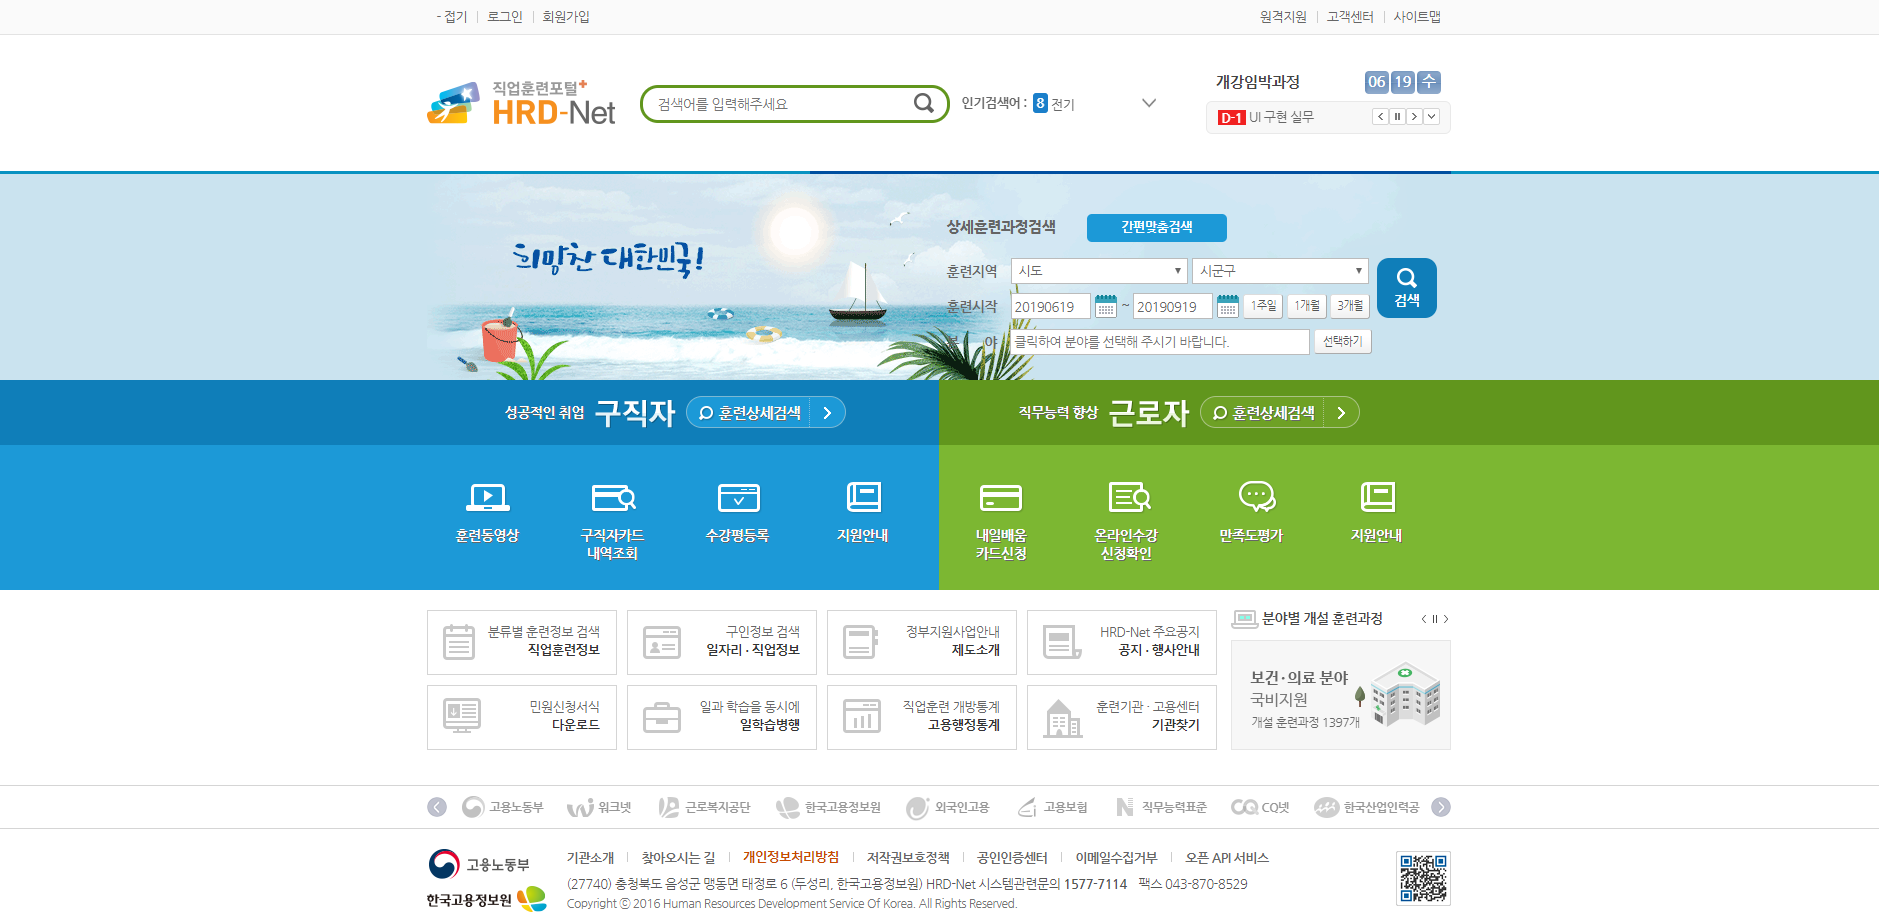 - 접기 로그인 회원가입
원격지원 고객센터 사이트맵
직업훈련포털+
HRD-Net
검색어를 입력해주세요
인기검색어 : 8 전기
개강임박과정 06 19 수
D-1 UI 구현 실무
희망찬 대한민국!
상세훈련과정검색 간편맞춤검색
훈련지역 시도 시군구
훈련시작 20190619 ~ 20190919 1주일 1개월 3개월
검색
분 야 클릭하여 분야를 선택해 주시기 바랍니다. 선택하기
성공적인 취업 구직자 훈련상세검색
직무능력 향상 근로자 훈련상세검색
훈련동영상
구직자카드
내역조회
수강평등록
지원안내
내일배움
카드신청
온라인수강
신청확인
만족도평가
지원안내
분류별 훈련정보 검색
직업훈련정보
구인정보 검색
일자리 · 직업정보
정부지원사업안내
제도소개
HRD-Net 주요공지
공지 · 행사안내
민원신청서식
다운로드
일과 학습을 동시에
일학습병행
직업훈련 개방통계
고용행정통계
훈련기관 · 고용센터
기관찾기
분야별 개설 훈련과정
보건·의료 분야
국비지원
개설 훈련과정 1397개
고용노동부 워크넷 근로복지공단 한국고용정보원 외국인고용 고용보험 직무능력표준 CQ넷 한국산업인력공
고용노동부
한국고용정보원
기관소개 찾아오시는 길 개인정보처리방침 저작권보호정책 공인인증센터 이메일수집거부 오픈 API 서비스
(27740) 충청북도 음성군 맹동면 태정로 6 (두성리, 한국고용정보원) HRD-Net 시스템관련문의 1577-7114 팩스 043-870-8529
Copyright ⓒ 2016 Human Resources Development Service Of Korea. All Rights Reserved.